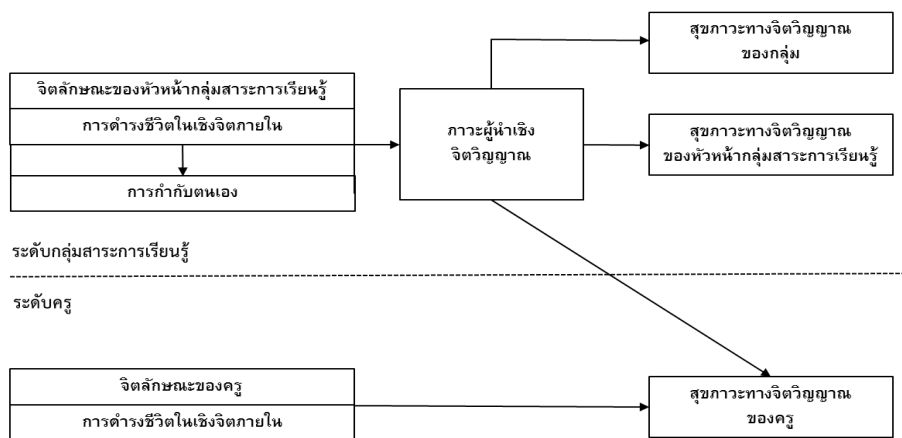 สุขภาวะทางจิตวิญญาณ
ของกลุ่ม
จิตลักษณะของหัวหน้ากลุ่มสาระการเรียนรู้
การดำรงชีวิตในเชิงจิตภายใน
การกำกับตนเอง
ภาวะผู้นำเชิง
จิตวิญญาณ
สุขภาวะทางจิตวิญญาณ
ของหัวหน้ากลุ่มสาระการเรียนรู้
ระดับกลุ่มสาระการเรียนรู้
ระดับครู
จิตลักษณะของครู
การดำรงชีวิตในเชิงจิตภายใน
สุขภาวะทางจิตวิญญาณ
ของครู